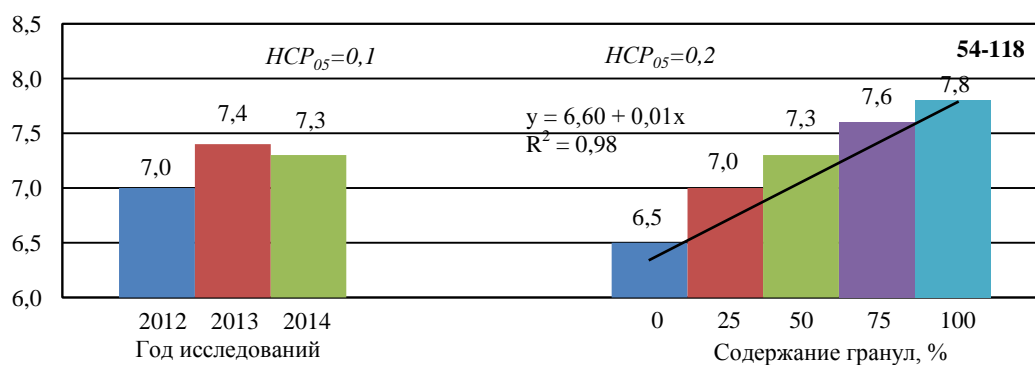 8,5
8,0
7,5
7,0
6,5
6,0
HCP05=0,1
7,0
7,4
7,3
2012 2013 2014
Год исследований
HCP05=0,2
54-118
y = 6,60 + 0,01x
R2 = 0,98
6,5
7,0
7,3
7,6
7,8
0 25 50 75 100
Содержание гранул, %